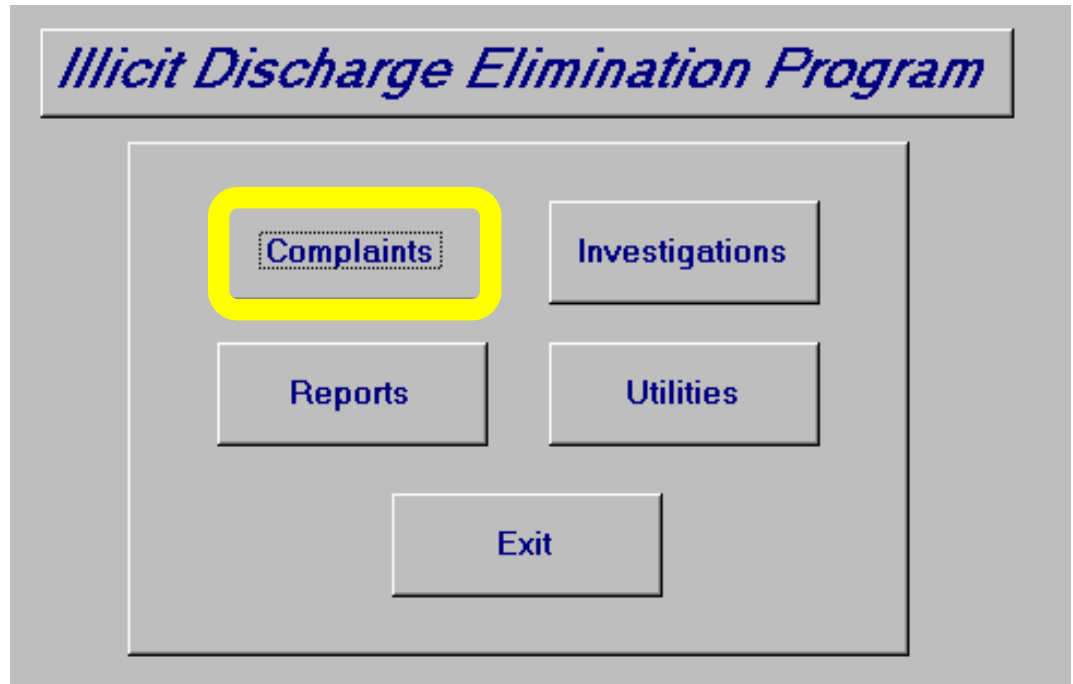 Illicit Discharge Elimination Program
Complaints
Investigations
Reports
Utilities
Exit